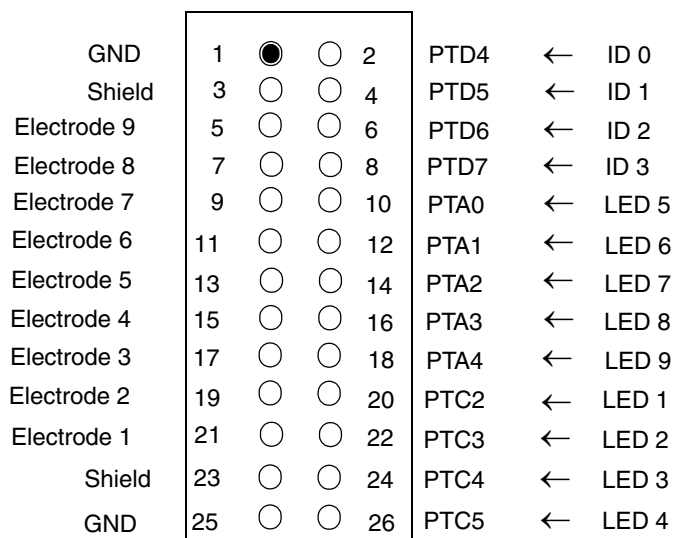 GND 1 2 PTD4 ← ID 0
Shield 3 4 PTD5 ← ID 1
Electrode 9 5 6 PTD6 ← ID 2
Electrode 8 7 8 PTD7 ← ID 3
Electrode 7 9 10 PTA0 ← LED 5
Electrode 6 11 12 PTA1 ← LED 6
Electrode 5 13 14 PTA2 ← LED 7
Electrode 4 15 16 PTA3 ← LED 8
Electrode 3 17 18 PTA4 ← LED 9
Electrode 2 19 20 PTC2 ← LED 1
Electrode 1 21 22 PTC3 ← LED 2
Shield 23 24 PTC4 ← LED 3
GND 25 26 PTC5 ← LED 4